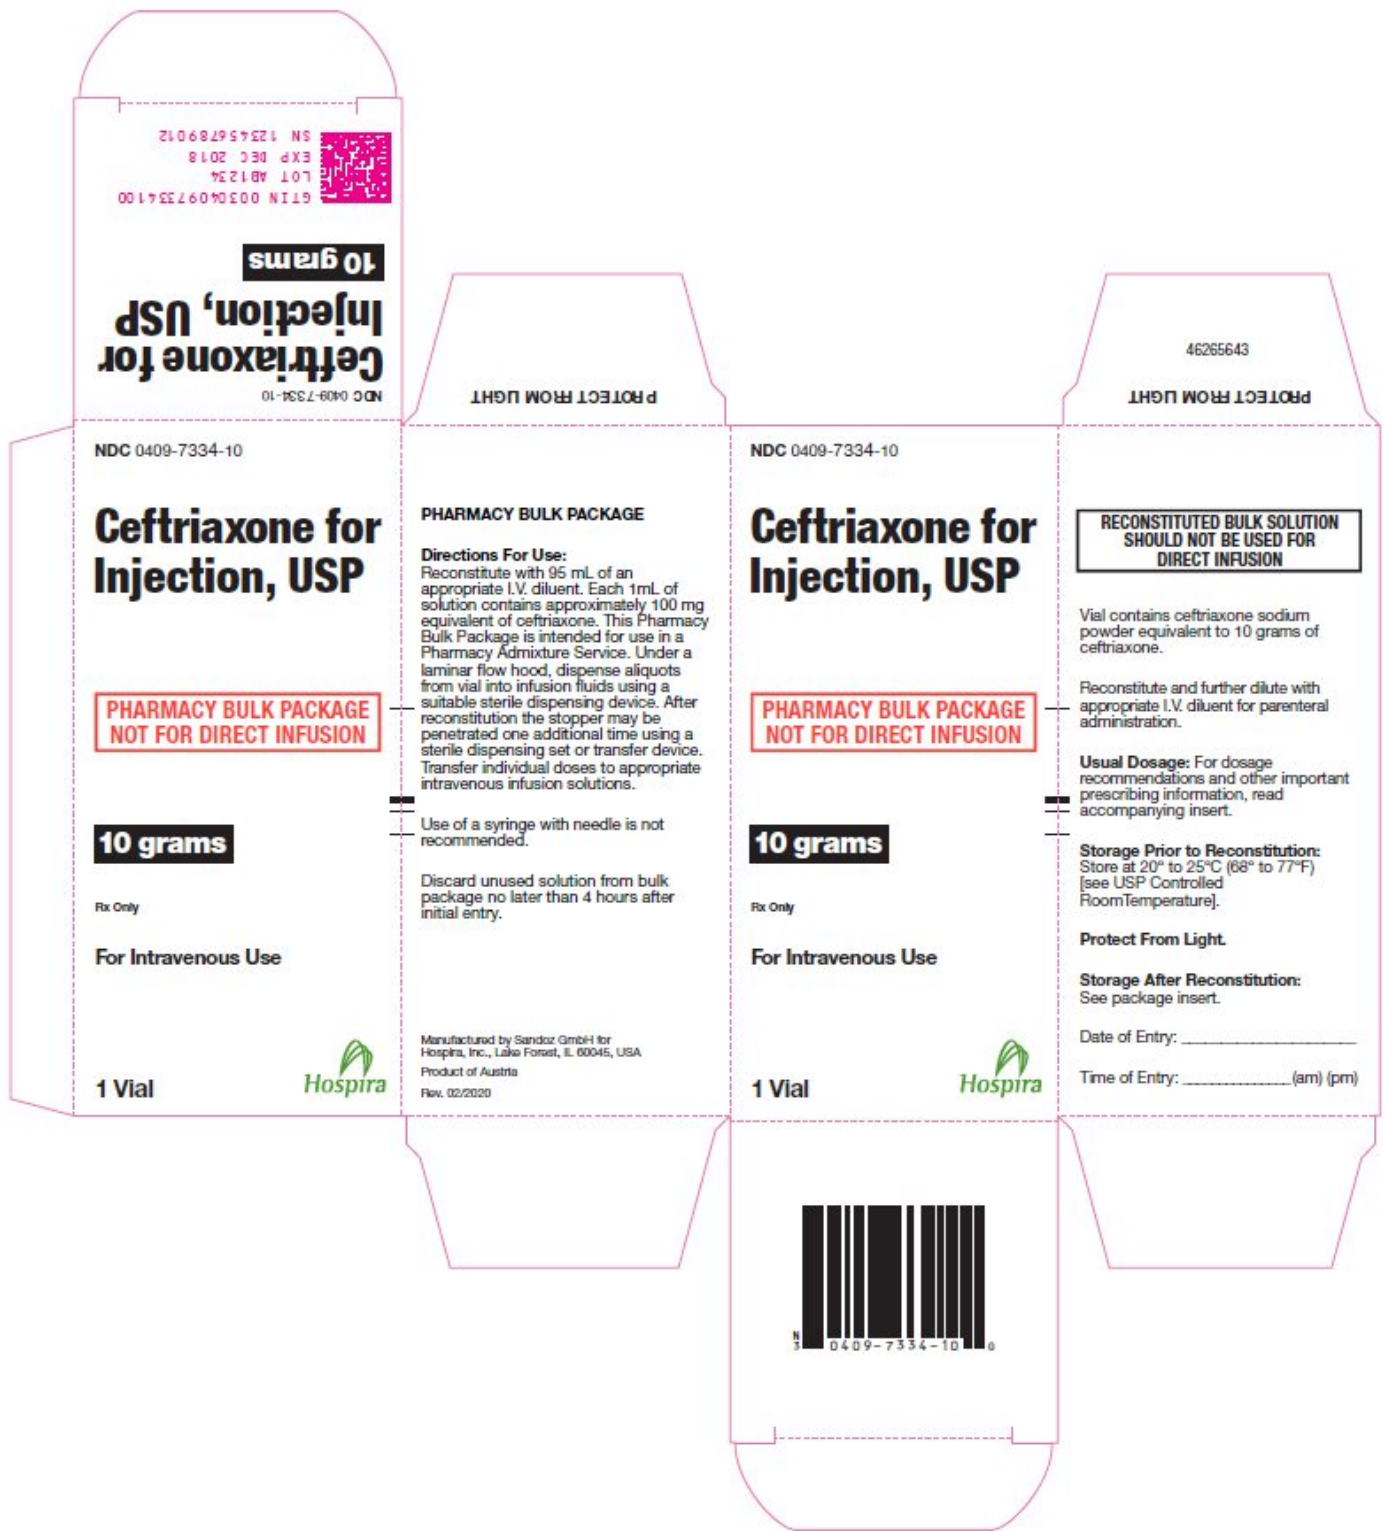 SN 123456789012
EXP DEC 2018
LOT AB1234
GTIN 00304097334100
10 grams
Ceftriaxone for
Injection, USP
NDC 0409-7334-10
PROTECT FROM LIGHT
46265643
PROTECT FROM LIGHT
NDC 0409-7334-10
Ceftriaxone for
Injection, USP
PHARMACY BULK PACKAGE
NOT FOR DIRECT INFUSION
10 grams
Rx Only
For Intravenous Use
1 Vial
Hospira
PHARMACY BULK PACKAGE
Directions For Use:
Reconstitute with 95 mL of an
appropriate I.V. diluent. Each 1mL of
solution contains approximately 100 mg
equivalent of ceftriaxone. This Pharmacy
Bulk Package is intended for use in a
Pharmacy Admixture Service. Under a
laminar flow hood, dispense aliquots
from vial into infusion fluids using a
suitable sterile dispensing device. After
reconstitution the stopper may be
penetrated one additional time using a
sterile dispensing set or transfer device.
Transfer individual doses to appropriate
intravenous infusion solutions.
Use of a syringe with needle is not
recommended.
Discard unused solution from bulk
package no later than 4 hours after
initial entry.
Manufactured by Sandoz GmbH for
Hospira, Inc., Lake Forest, IL 60045, USA
Product of Austria
Rev. 02/2020
NDC 0409-7334-10
Ceftriaxone for
Injection, USP
PHARMACY BULK PACKAGE
NOT FOR DIRECT INFUSION
10 grams
Rx Only
For Intravenous Use
1 Vial
Hospira
RECONSTITUTED BULK SOLUTION
SHOULD NOT BE USED FOR
DIRECT INFUSION
Vial contains ceftriaxone sodium
powder equivalent to 10 grams of
ceftriaxone.
Reconstitute and further dilute with
appropriate I.V. diluent for parenteral
administration.
Usual Dosage: For dosage
recommendations and other important
prescribing information, read
accompanying insert.
Storage Prior to Reconstitution:
Store at 20° to 25°C (68° to 77°F)
[see USP Controlled
RoomTemperature].
Protect From Light.
Storage After Reconstitution:
See package insert.
Date of Entry: ____________________
Time of Entry: ______________(am) (pm)
N
3 0409-7334-10 0